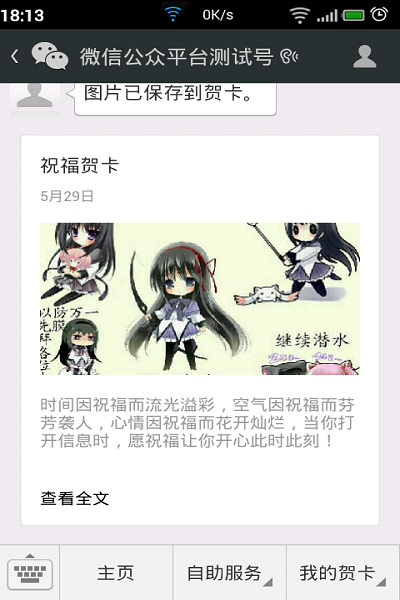 18:13
0K/s
微信公众平台测试号
图片已保存到贺卡。
祝福贺卡
5月29日
以防万一
先膜
拜
各位
继续潜水
时间因祝福而流光溢彩，空气因祝福而芬
芳袭人，心情因祝福而花开灿烂，当你打
开信息时，愿祝福让你开心此时此刻！
查看全文
主页
自助服务
我的贺卡